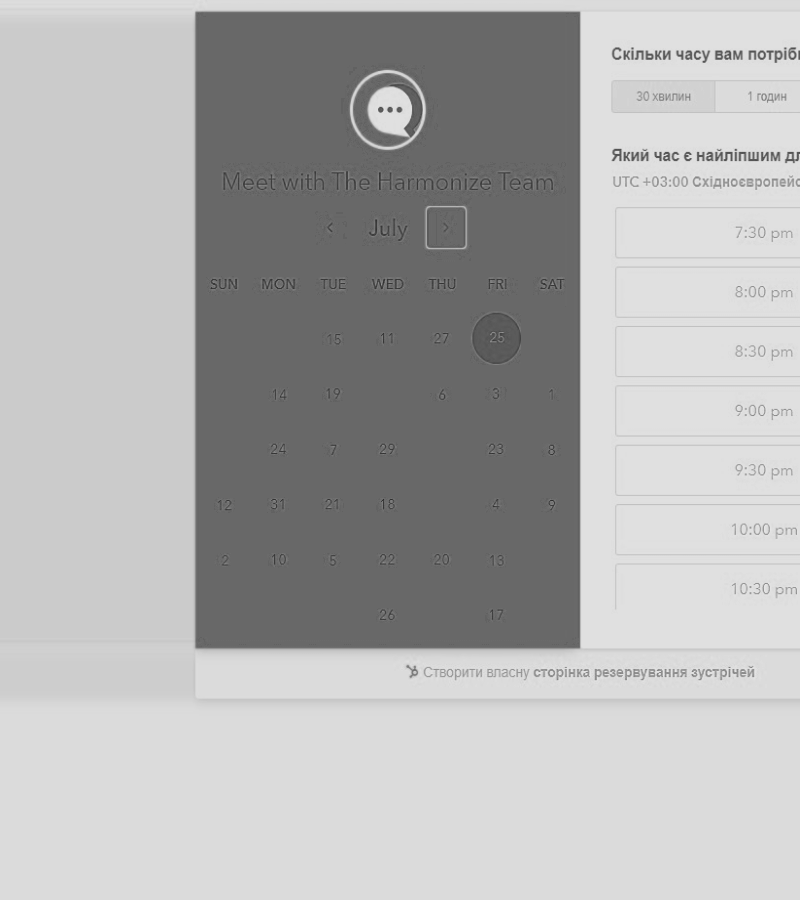 Скільки часу вам потріб
30 хвилин 1 годин
Meet with The Harmonize Team
July
Який час є найліпшим
UTC +03:00
SUN MON TUE WED THU FRI SAT
15 11 27 25
14 19 6 3 1
24 7 29 23 8
12 31 21 18 4 9
2 10 5 22 20 13
26 17
7:30 pm
8:00 pm
8:30 pm
9:00 pm
9:30 pm
10:00 pm
10:30 pm
Створити власну сторінка резервування зустрічей